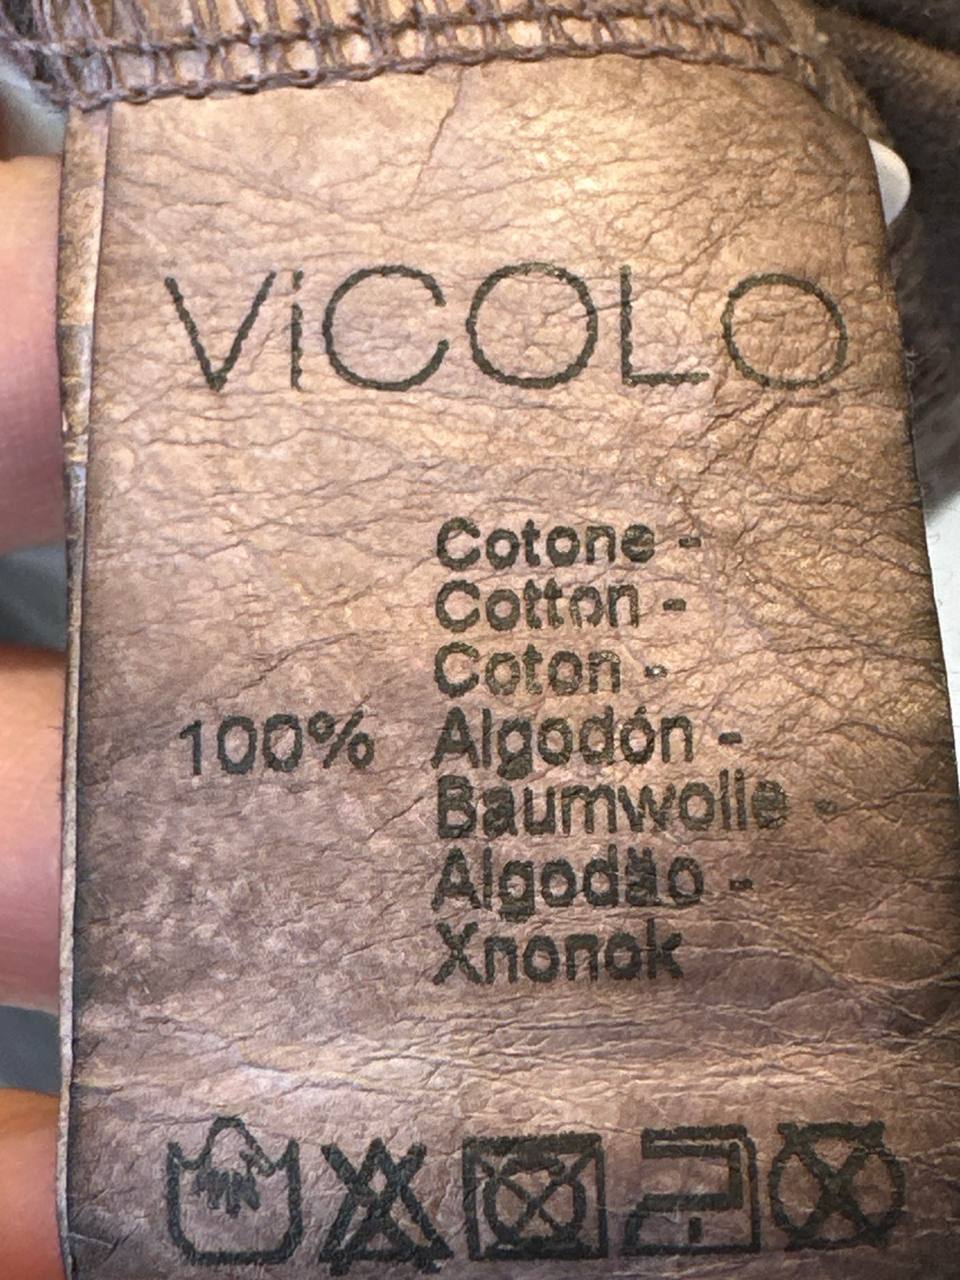 ViCOLO
Cotone -
Cotton -
Coton -
100% Algodón -
Baumwolle -
Algodão -
Xnonok